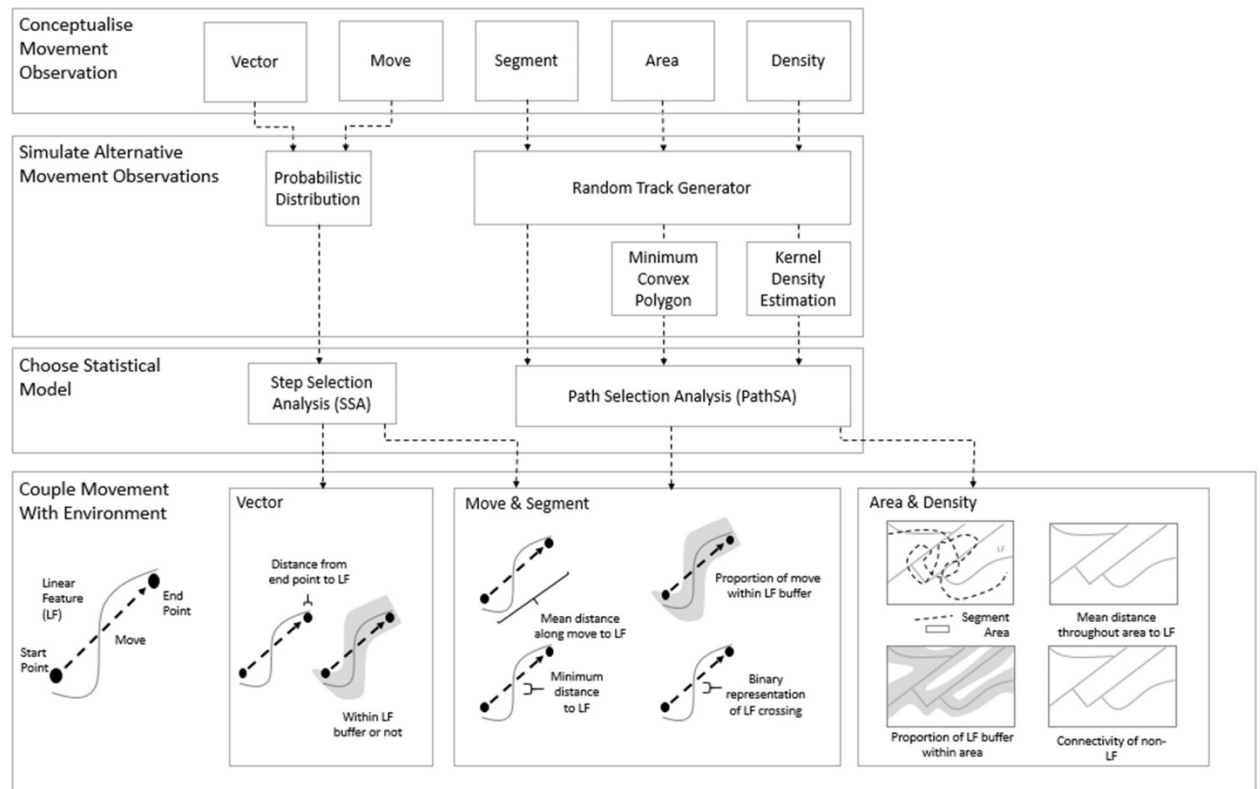 Conceptualise
Movement
Observation
Vector
Move
Segment
Area
Density
Simulate Alternative
Movement Observations
Probabilistic
Distribution
Random Track Generator
Minimum
Convex
Polygon
Kernel
Density
Estimation
Choose Statistical
Model
Step Selection
Analysis (SSA)
Path Selection Analysis (PathSA)
Couple Movement
With Environment
Linear
Feature
(LF)
End
Point
Move
Start
Point
Vector
Distance from
end point to LF
Within LF
buffer or not
Move & Segment
Mean distance
along move to LF
Proportion of move
within LF buffer
Minimum
distance
to LF
Binary
representation
of LF crossing
Area & Density
LF
Segment
Area
Mean distance
throughout area to LF
Proportion of LF buffer
within area
Connectivity of non-
LF